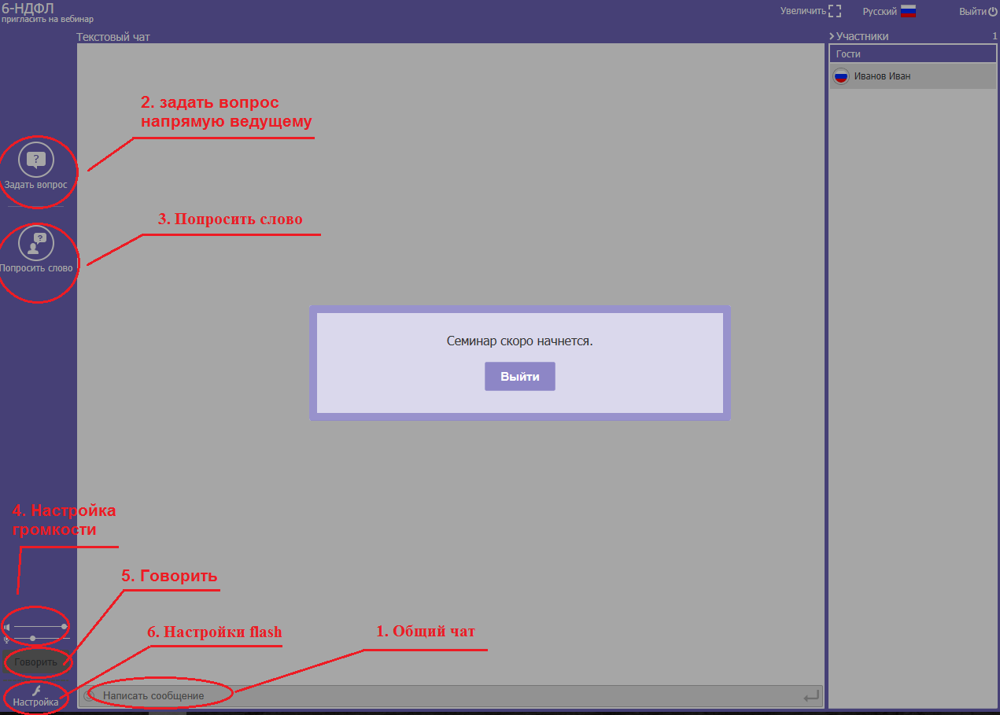 6-НДФЛ
пригласить на вебинар
Увеличить
Русский
Выйти
Текстовый чат
Участники 1
Гости
Иванов Иван
2. задать вопрос
напрямую ведущему
Задать вопрос
3. Попросить слово
Попросить слово
Семинар скоро начнется.
Выйти
4. Настройка
громкости
5. Говорить
6. Настройки flash
1. Общий чат
Говорить
Написать сообщение
Настройка